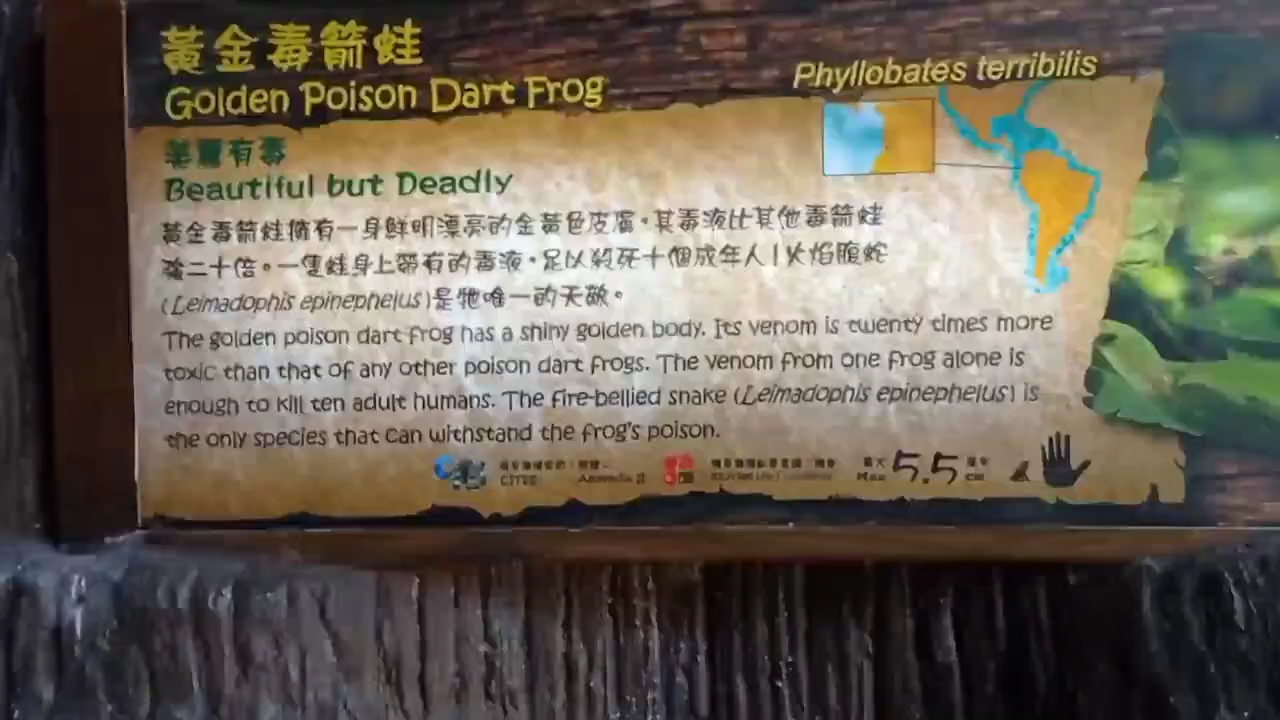 黃金毒箭蛙
Golden Poison Dart Frog
Phyllobates terribilis
美麗有毒
Beautiful but Deadly
黃金毒箭蛙擁有一身鮮明漂亮的金黃色皮膚。其毒液比其他毒箭蛙
強二十倍。一隻蛙身上帶有的毒液,足以殺死十個成年人!火焰腹蛇
(Leimadophis epinephelus)是牠唯一的天敵。
The golden poison dart frog has a shiny golden body. Its venom is twenty times more
toxic than that of any other poison dart frogs. The venom from one frog alone is
enough to kill ten adult humans. The fire-bellied snake (Leimadophis epinephelus) is
the only species that can withstand the frog's poison.
CITES Appendix II
最大 Max 5.5 cm